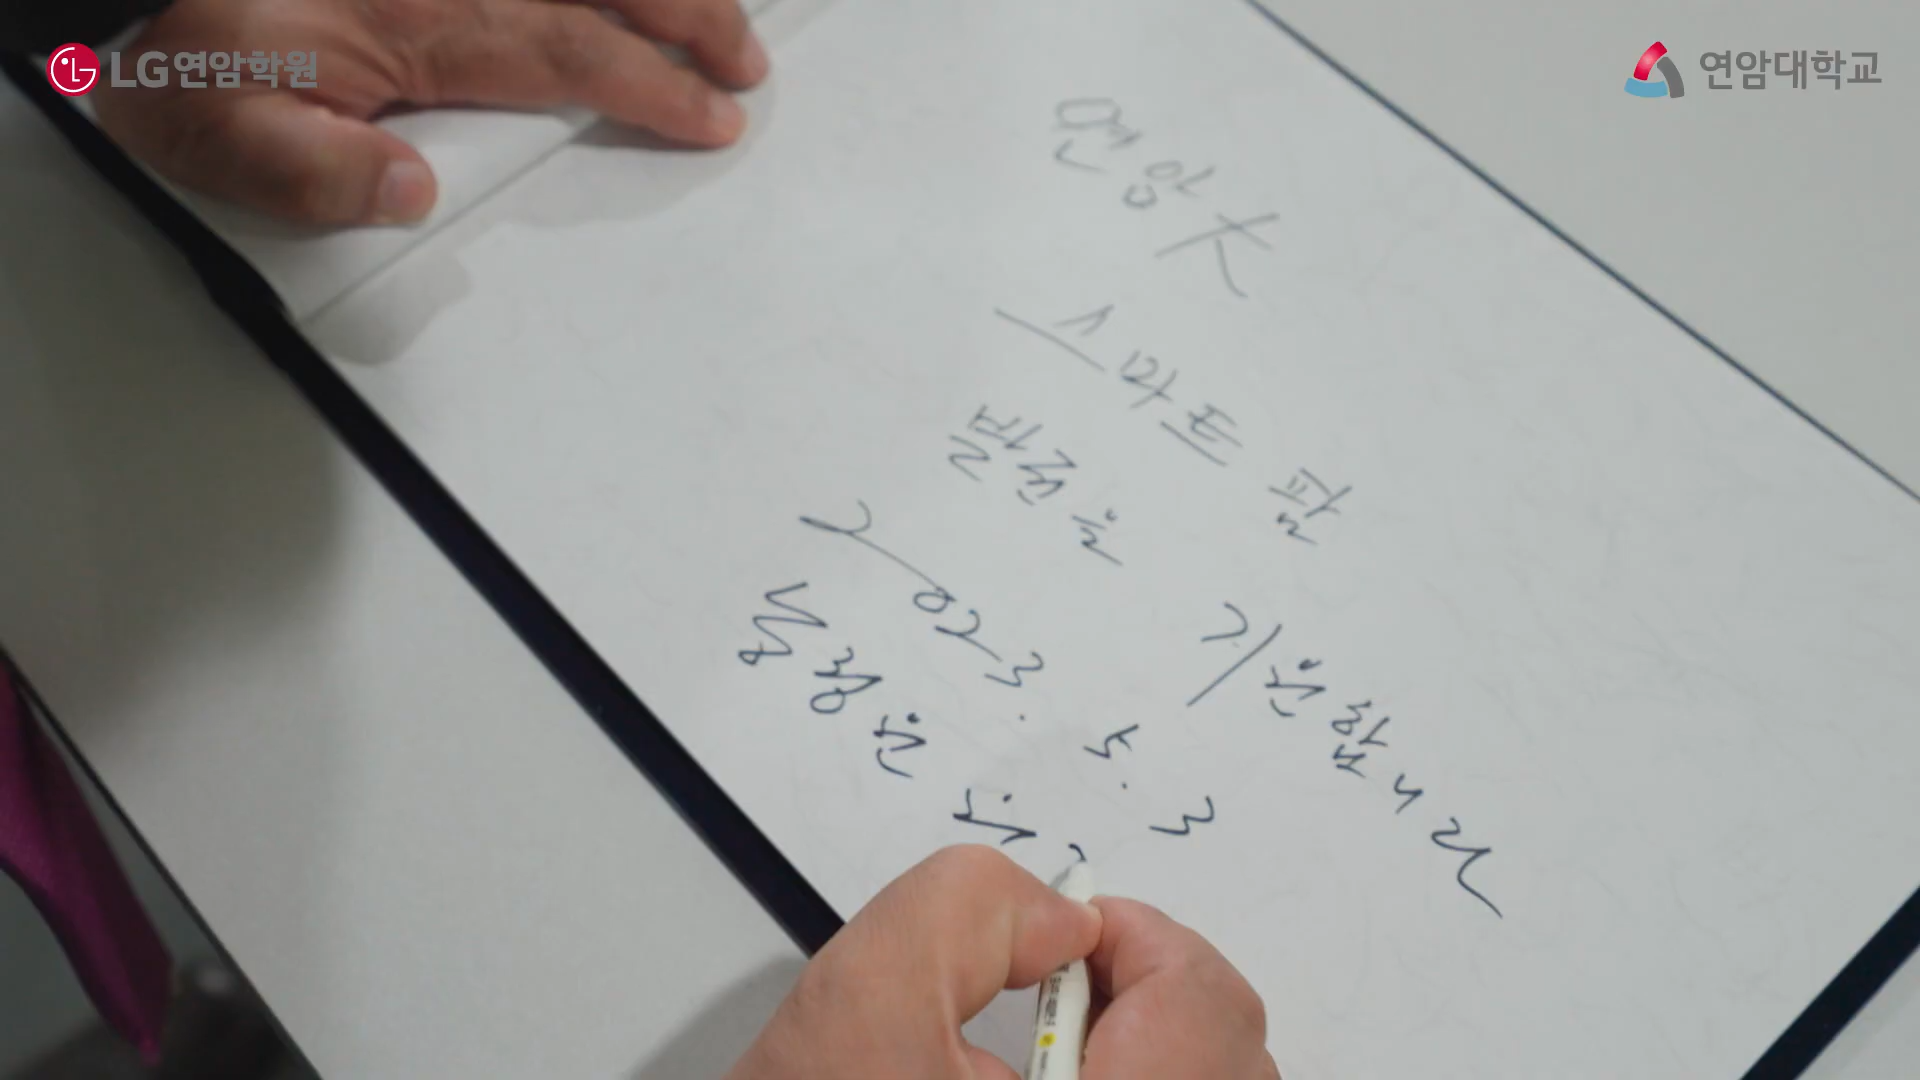 LG연암학원
연암대학교
연암大
스마트팜
발전을 기원합니다
2023. 5. 3